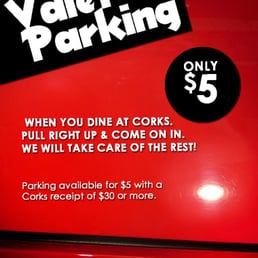 Valet
Parking
ONLY
$5
WHEN YOU DINE AT CORKS.
PULL RIGHT UP & COME ON IN.
WE WILL TAKE CARE OF THE REST!
Parking available for $5 with a
Corks receipt of $30 or more.